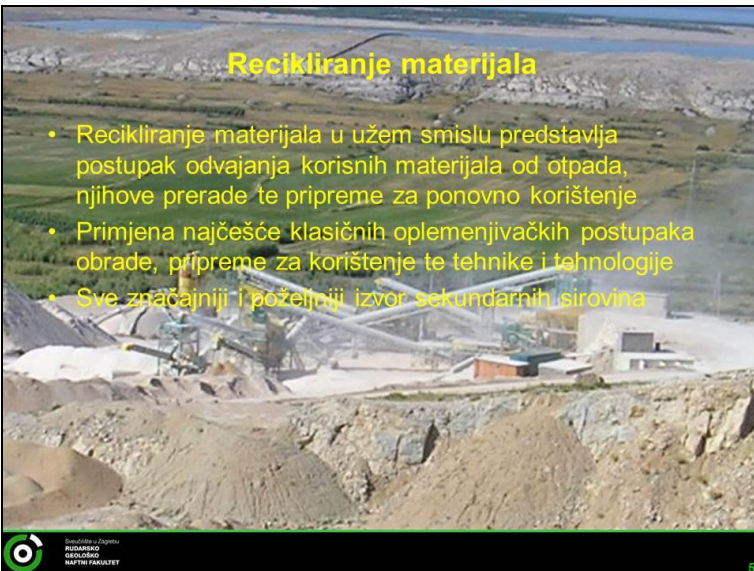 Recikliranje materijala
• Recikliranje materijala u užem smislu predstavlja
postupak odvajanja korisnih materijala od otpada,
njihove prerade te pripreme za ponovno korištenje
• Primjena najčešće klasičnih oplemenjivačkih postupaka
obrade, pripreme za korištenje te tehnike i tehnologije
• Sve značajniji i poželjniji izvor sekundarnih sirovina
Sveučilište u Zagrebu
RUDARSKO
GEOLOŠKO
NAFTNI FAKULTET